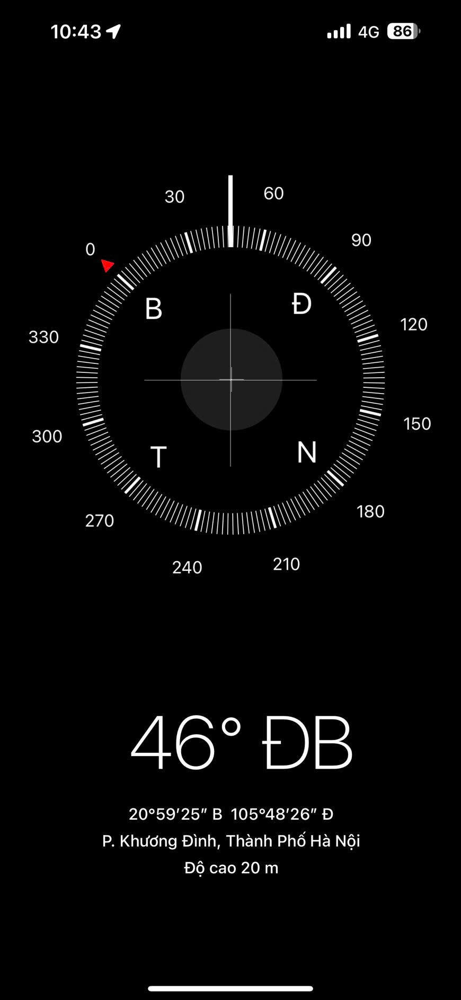 10:43 4G 86
30 60
0 90
B Đ
330 120
300 150
T N
270 180
240 210
46° ĐB
20°59′25″ B 105°48′26″ Đ
P. Khương Đình, Thành Phố Hà Nội
Độ cao 20 m